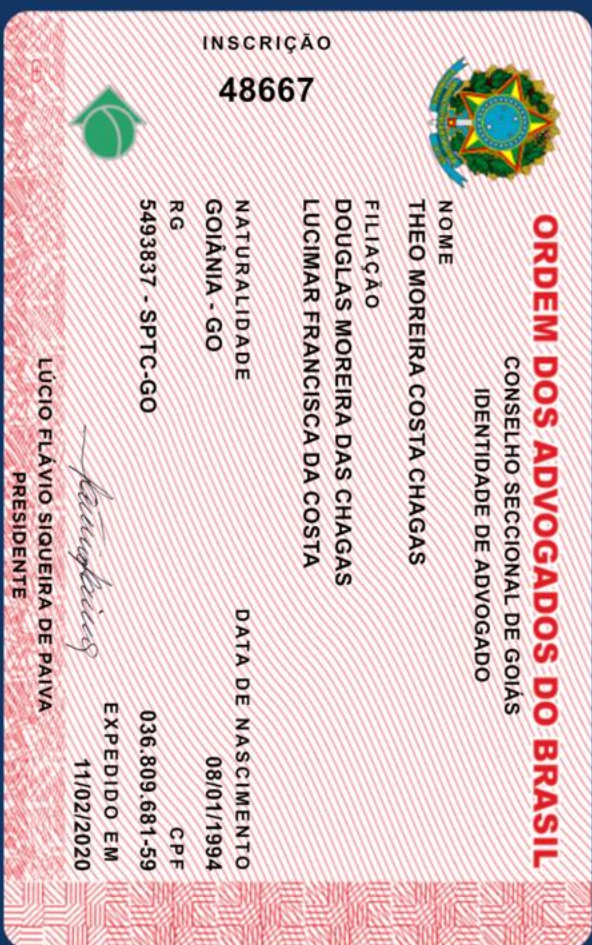 ORDEM DOS ADVOGADOS DO BRASIL
CONSELHO SECCIONAL DE GOIÁS
IDENTIDADE DE ADVOGADO
INSCRIÇÃO
48667
NOME
THEO MOREIRA COSTA CHAGAS
FILIAÇÃO
DOUGLAS MOREIRA DAS CHAGAS
LUCIMAR FRANCISCA DA COSTA
NATURALIDADE DATA DE NASCIMENTO
GOIÂNIA - GO 08/01/1994
RG CPF
5493837 - SPTC-GO 036.809.681-59
EXPEDIDO EM
11/02/2020
LÚCIO FLÁVIO SIQUEIRA DE PAIVA
PRESIDENTE